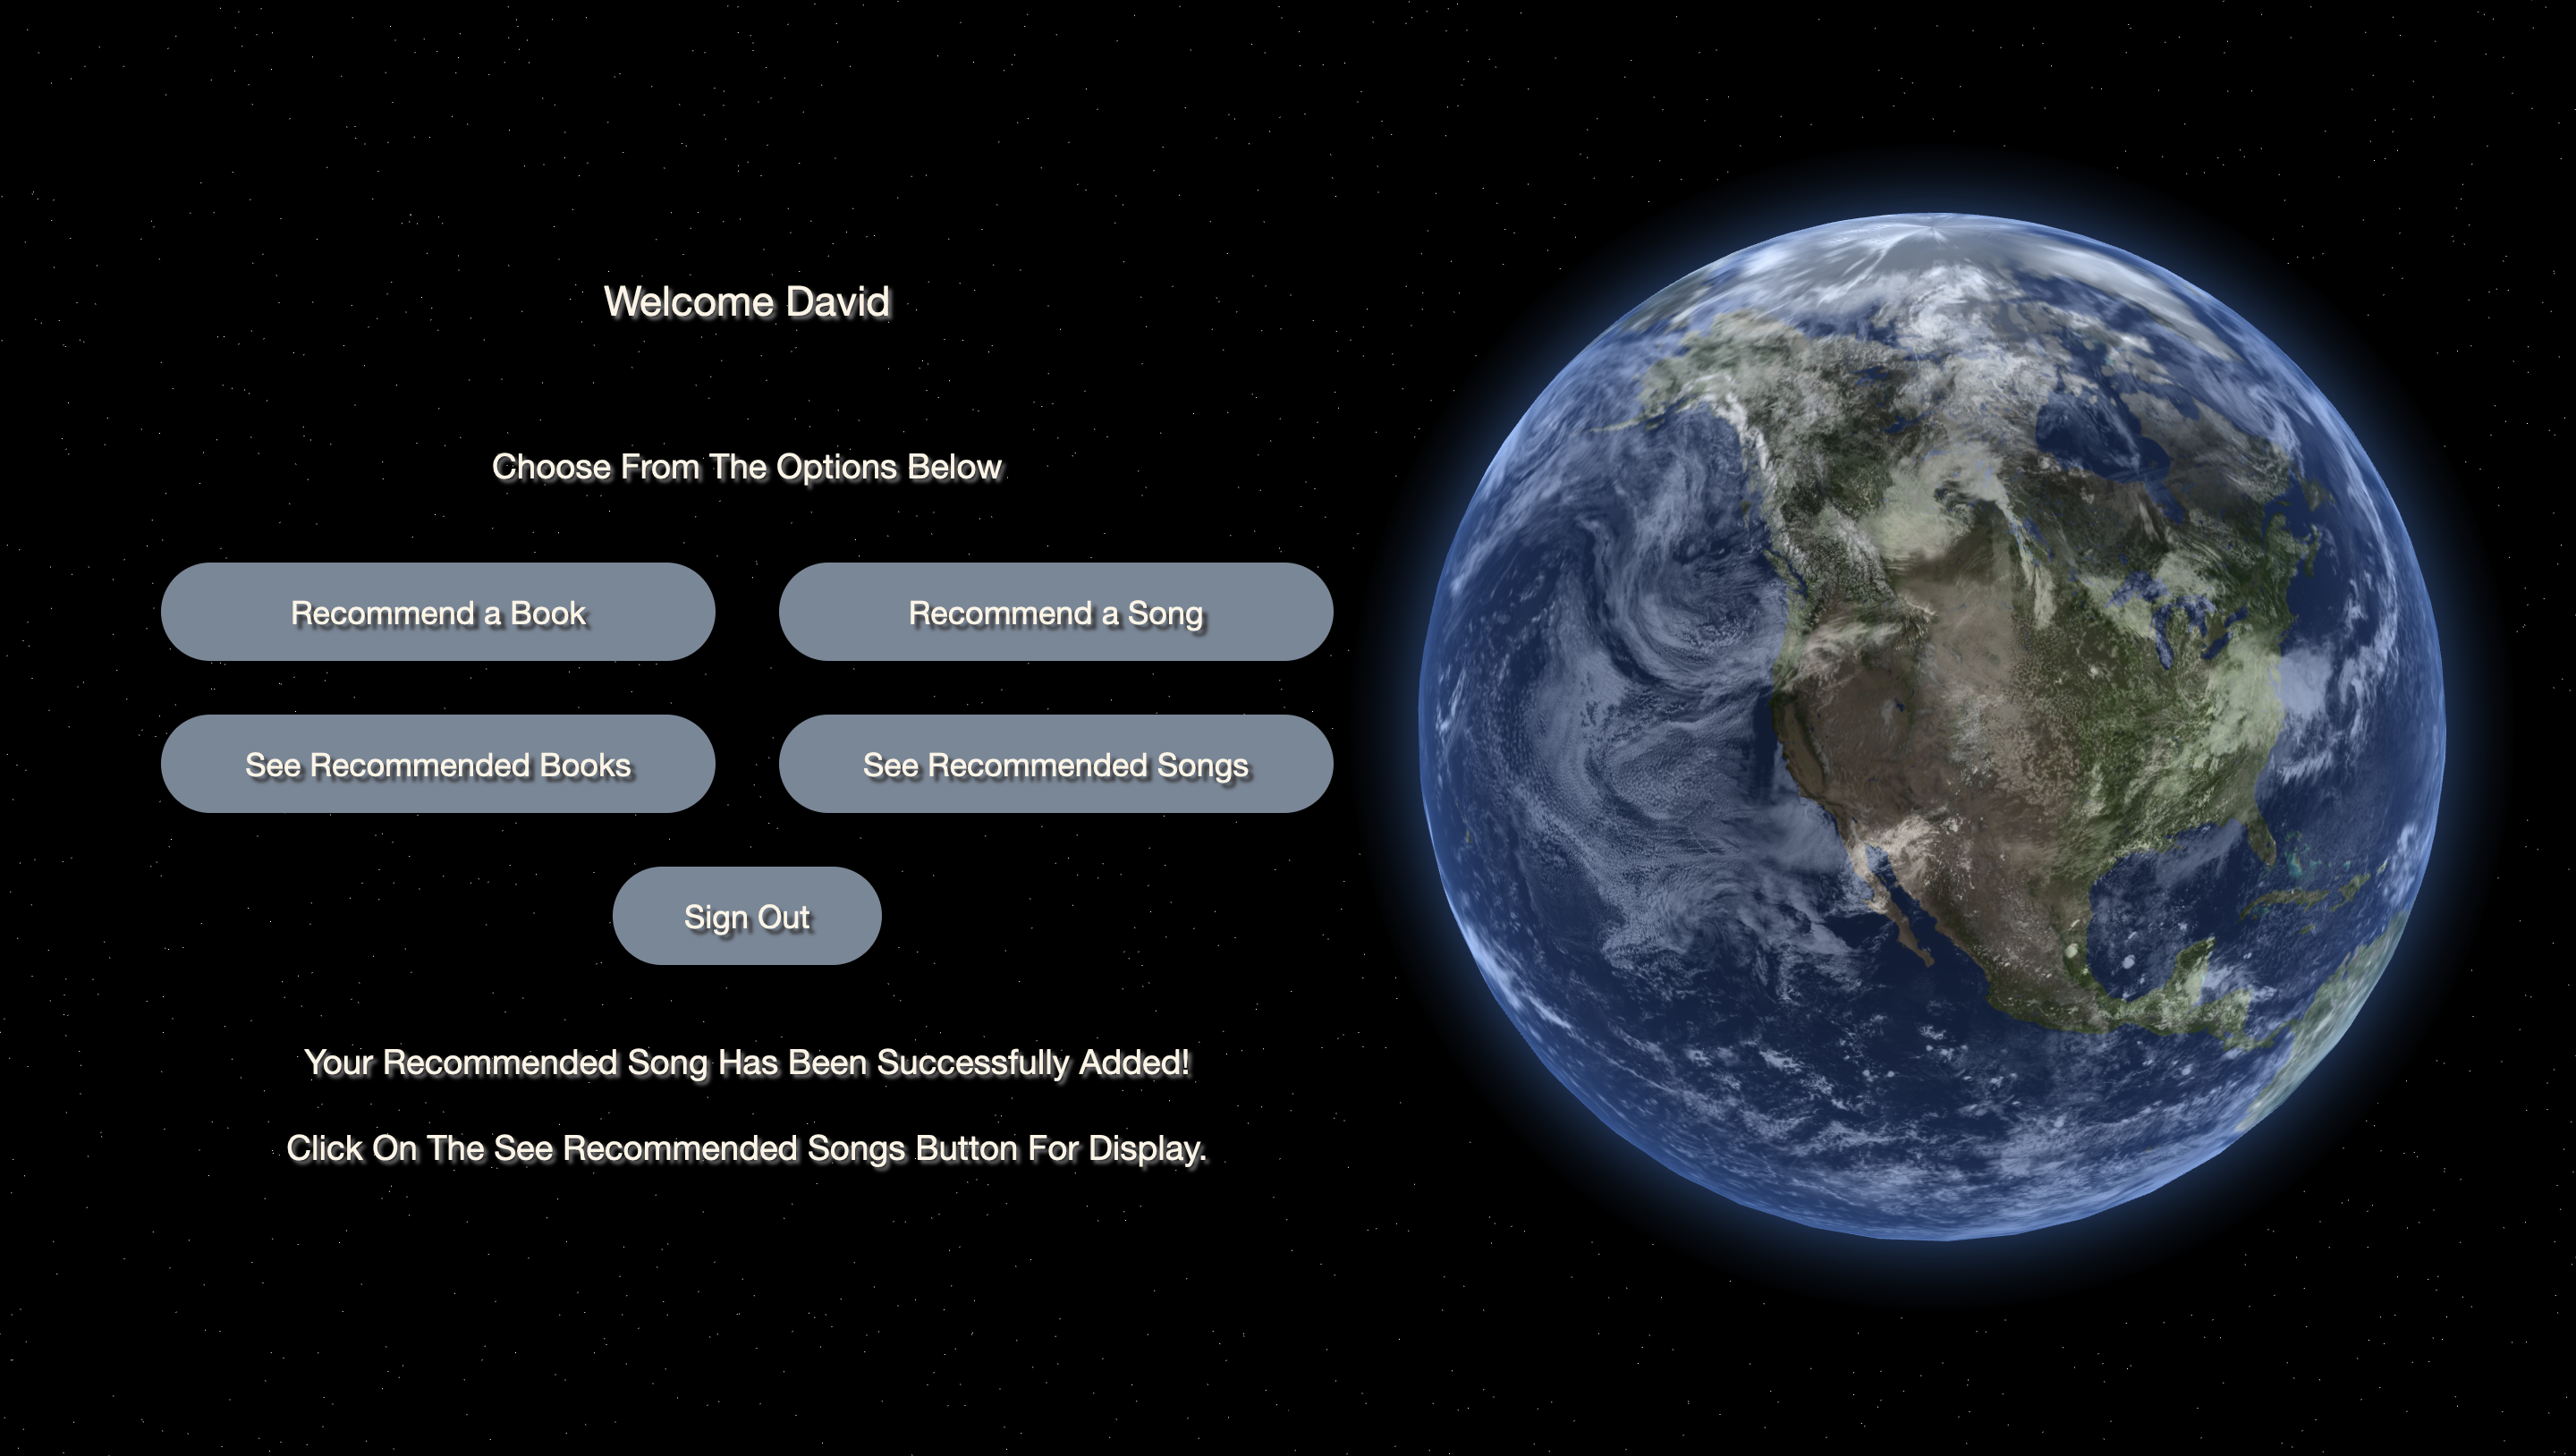 Welcome David
Choose From The Options Below
Recommend a Book
Recommend a Song
See Recommended Books
See Recommended Songs
Sign Out
Your Recommended Song Has Been Successfully Added!
Click On The See Recommended Songs Button For Display.